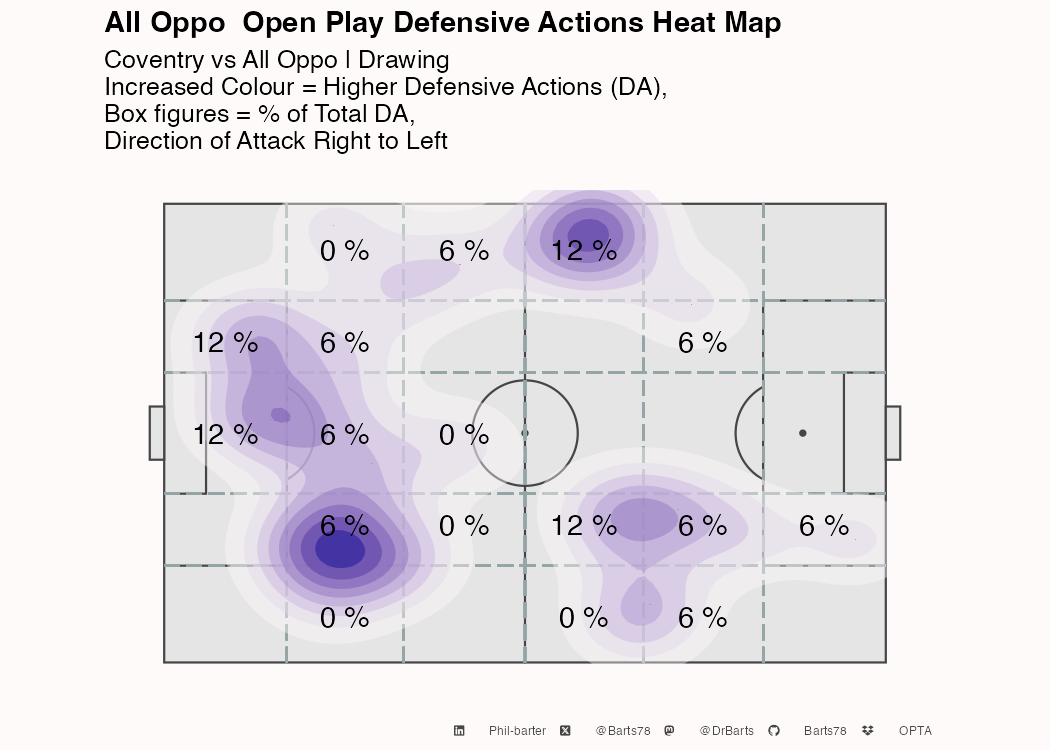 All Oppo  Open Play Defensive Actions Heat Map
Coventry vs All Oppo | Drawing
Increased Colour = Higher Defensive Actions (DA),
Box figures = % of Total DA,
Direction of Attack Right to Left
0 % 6 % 12 %
12 % 6 % 6 %
12 % 6 % 0 %
6 % 0 % 12 % 6 % 6 %
0 % 0 % 6 %
Phil-barter @Barts78 @DrBarts Barts78 OPTA